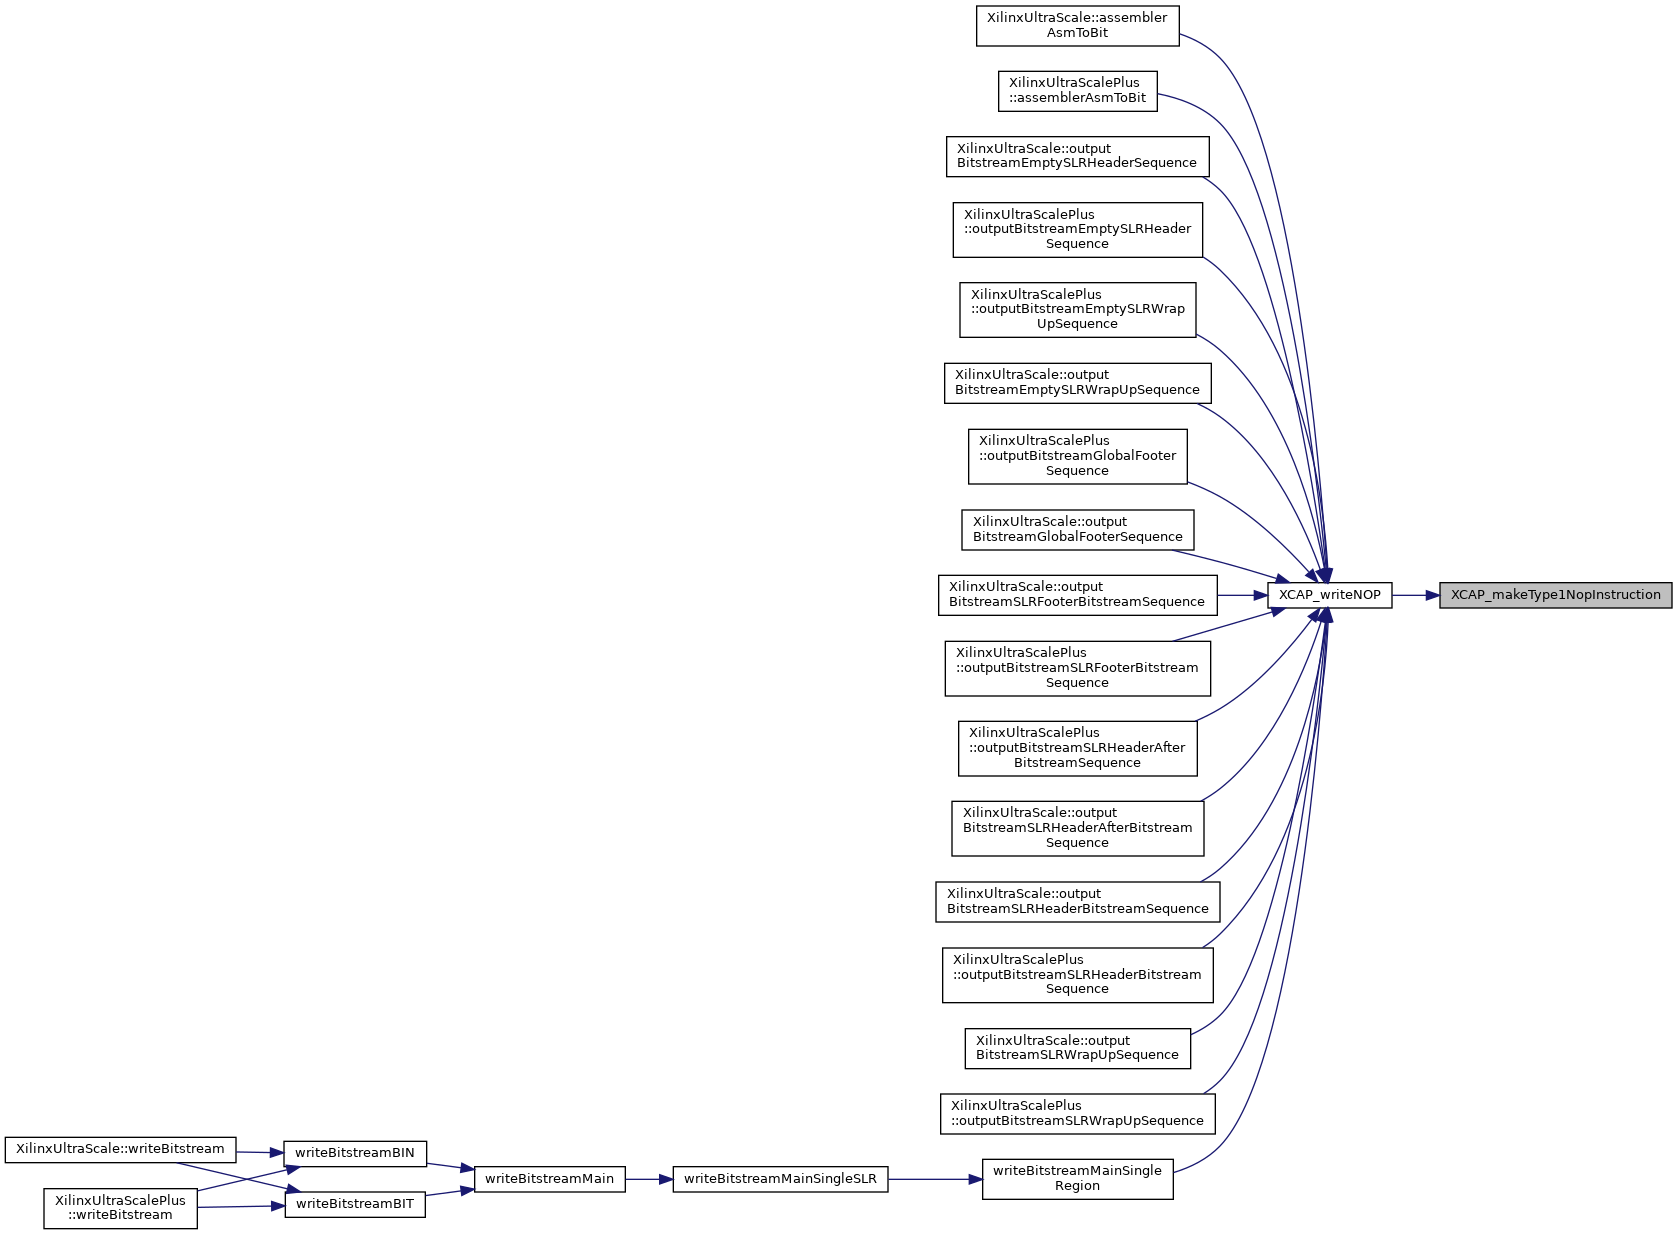 XilinxUltraScale::assembler
AsmToBit
XilinxUltraScalePlus
::assemblerAsmToBit
XilinxUltraScale::output
BitstreamEmptySLRHeaderSequence
XilinxUltraScalePlus
::outputBitstreamEmptySLRHeader
Sequence
XilinxUltraScalePlus
::outputBitstreamEmptySLRWrap
UpSequence
XilinxUltraScale::output
BitstreamEmptySLRWrapUpSequence
XilinxUltraScalePlus
::outputBitstreamGlobalFooter
Sequence
XilinxUltraScale::output
BitstreamGlobalFooterSequence
XilinxUltraScale::output
BitstreamSLRFooterBitstreamSequence
XCAP_writeNOP
XCAP_makeType1NopInstruction
XilinxUltraScalePlus
::outputBitstreamSLRFooterBitstream
Sequence
XilinxUltraScalePlus
::outputBitstreamSLRHeaderAfter
BitstreamSequence
XilinxUltraScale::output
BitstreamSLRHeaderAfterBitstream
Sequence
XilinxUltraScale::output
BitstreamSLRHeaderBitstreamSequence
XilinxUltraScalePlus
::outputBitstreamSLRHeaderBitstream
Sequence
XilinxUltraScale::output
BitstreamSLRWrapUpSequence
XilinxUltraScalePlus
::outputBitstreamSLRWrapUpSequence
XilinxUltraScale::writeBitstream
writeBitstreamBIN
writeBitstreamMain
writeBitstreamMainSingleSLR
writeBitstreamMainSingle
Region
XilinxUltraScalePlus
::writeBitstream
writeBitstreamBIT